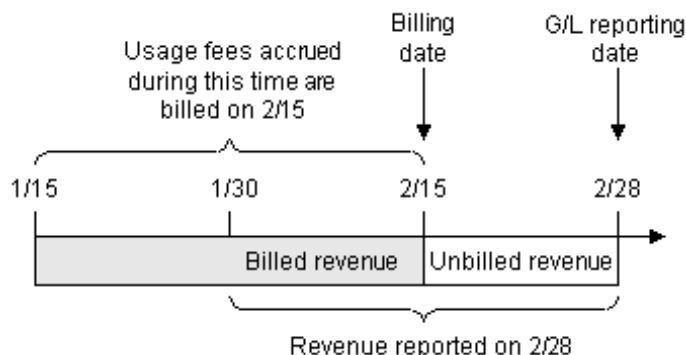 Usage fees accrued
during this time are
billed on 2/15
Billing
date
G/L reporting
date
1/15
1/30
2/15
2/28
Billed revenue
Unbilled revenue
Revenue reported on 2/28